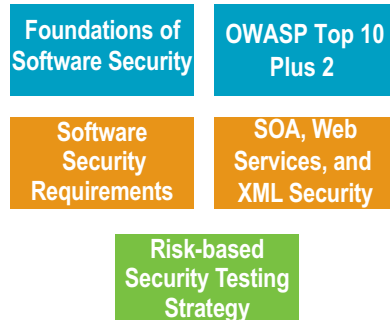 Foundations of
Software Security
OWASP Top 10
Plus 2
Software
Security
Requirements
SOA, Web
Services, and
XML Security
Risk-based
Security Testing
Strategy